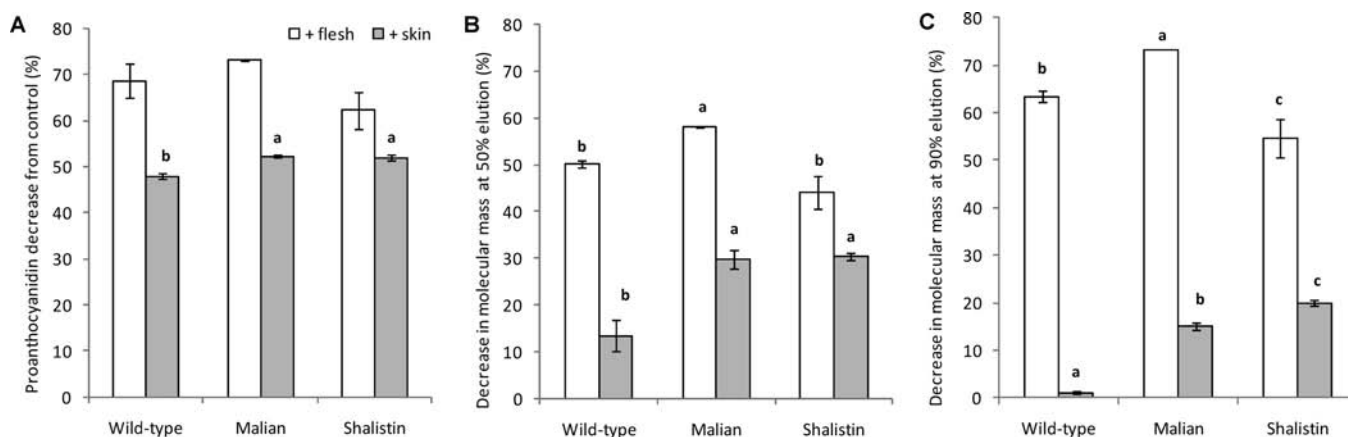 A
Proanthocyanidin decrease from control (%)
80
70
60
50
40
30
20
10
0
+ flesh + skin
b
a
a
Wild-type Malian Shalistin
B
Decrease in molecular mass at 50% elution (%)
80
70
60
50
40
30
20
10
0
b
b
a
a
b
a
Wild-type Malian Shalistin
C
Decrease in molecular mass at 90% elution (%)
80
70
60
50
40
30
20
10
0
b
a
a
b
c
c
Wild-type Malian Shalistin